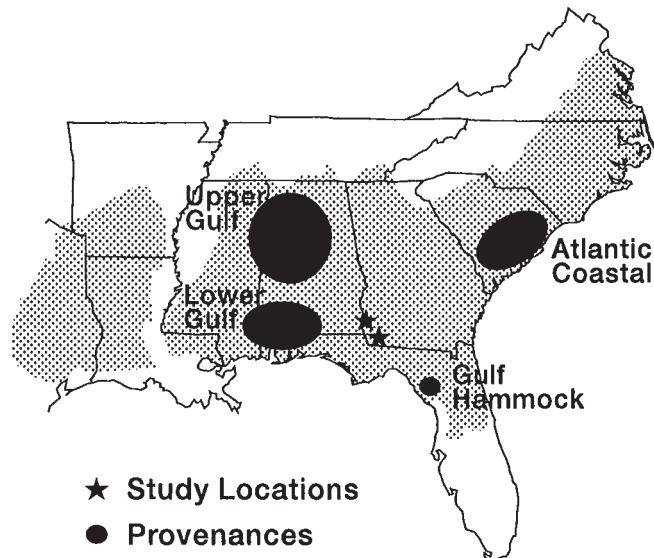 Upper
Gulf
Lower
Gulf
Atlantic
Coastal
Gulf
Hammock
Study Locations
Provenances